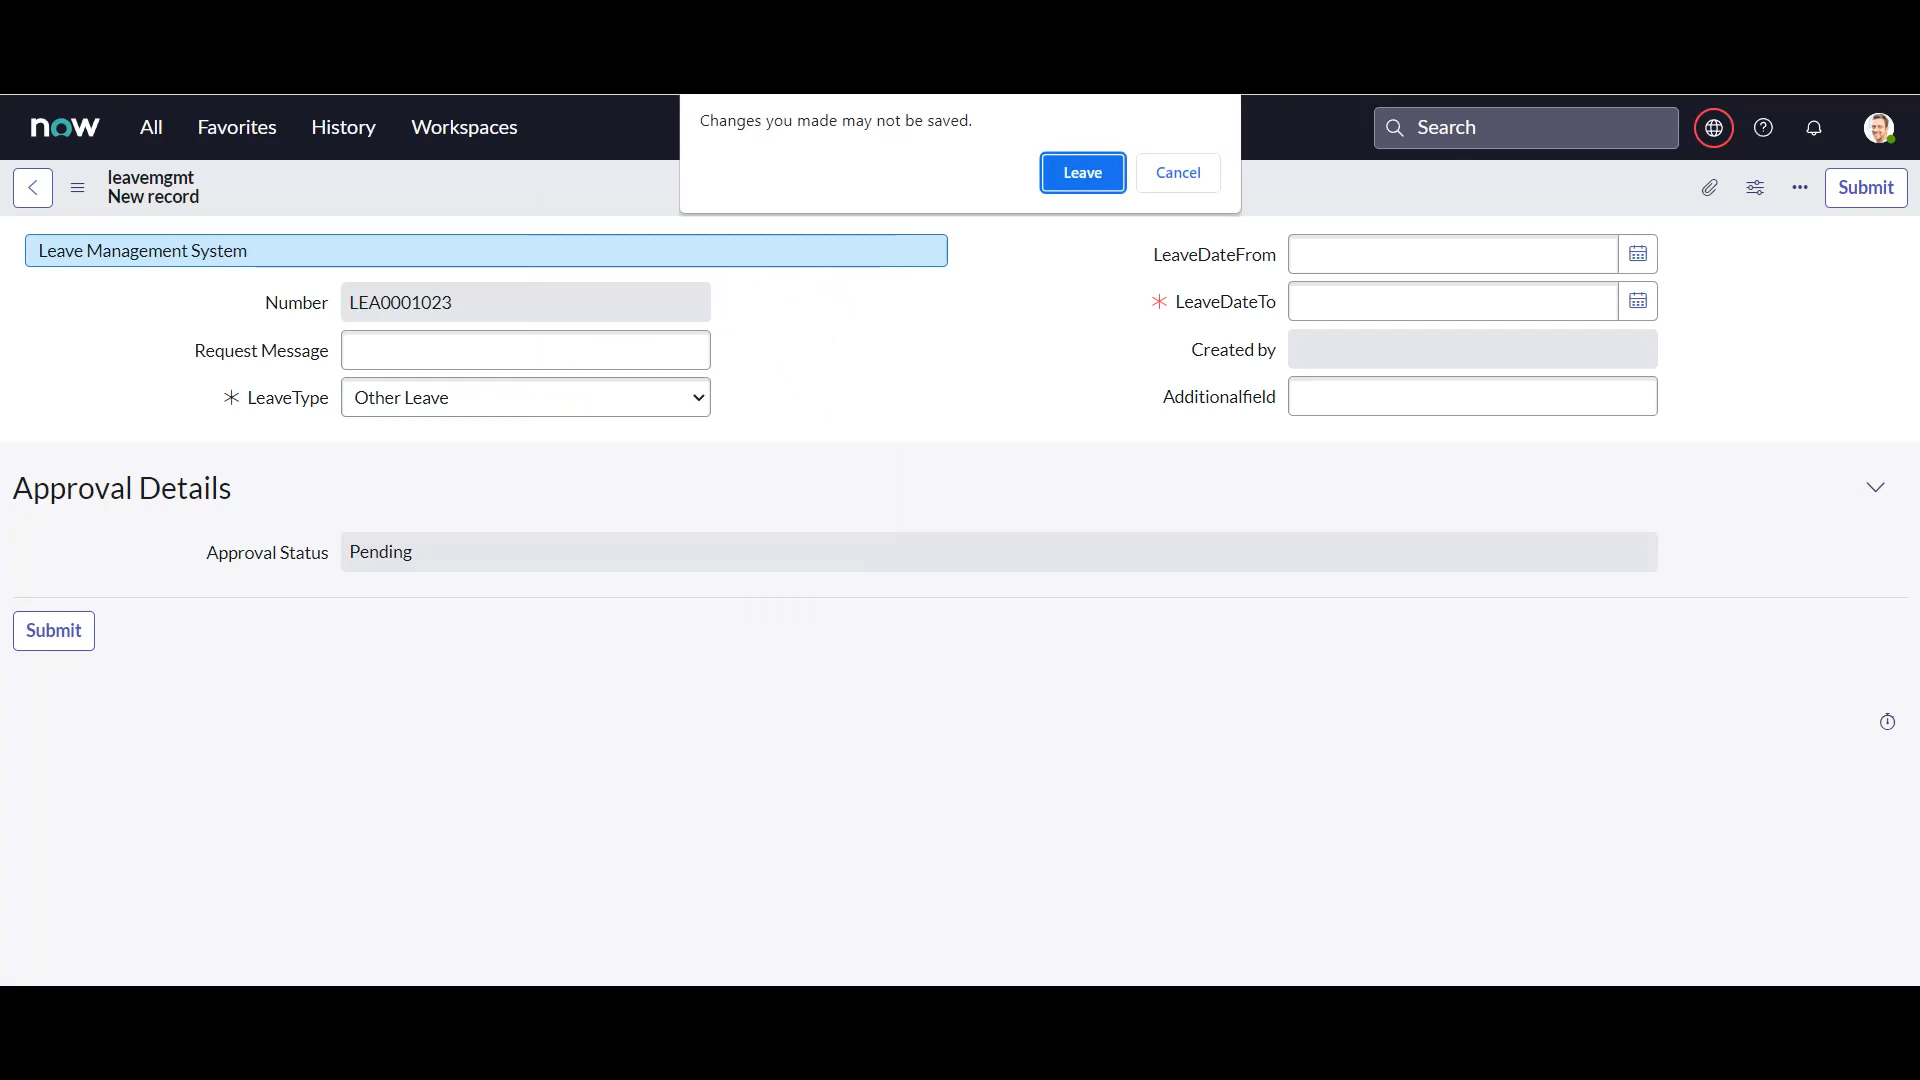 now All Favorites History Workspaces Search
Changes you made may not be saved.
Leave Cancel
leavemgmt
New record
Submit
Leave Management System
LeaveDateFrom
Number LEA0001023
* LeaveDateTo
Request Message
Created by
* LeaveType Other Leave
Additionalfield
Approval Details
Approval Status Pending
Submit